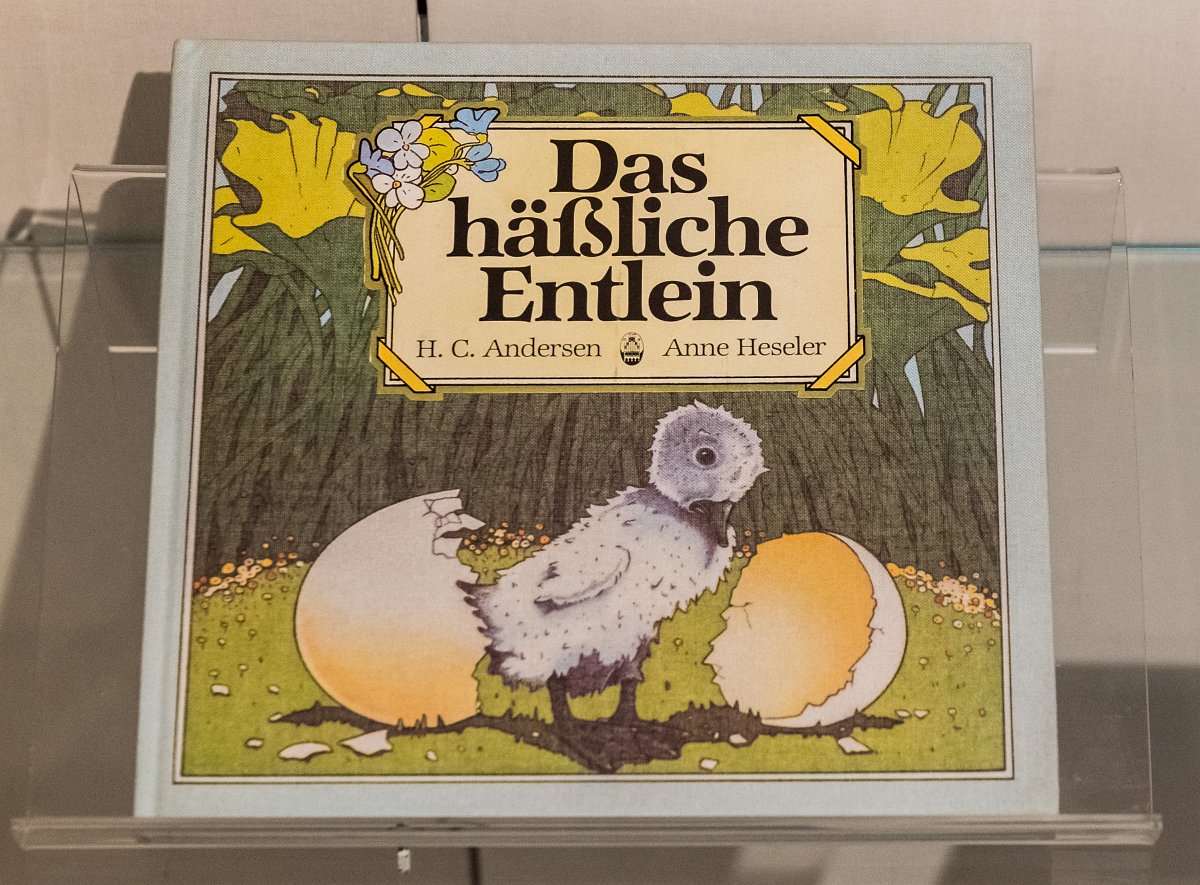 Das
häßliche
Entlein
H. C. Andersen Anne Heseler